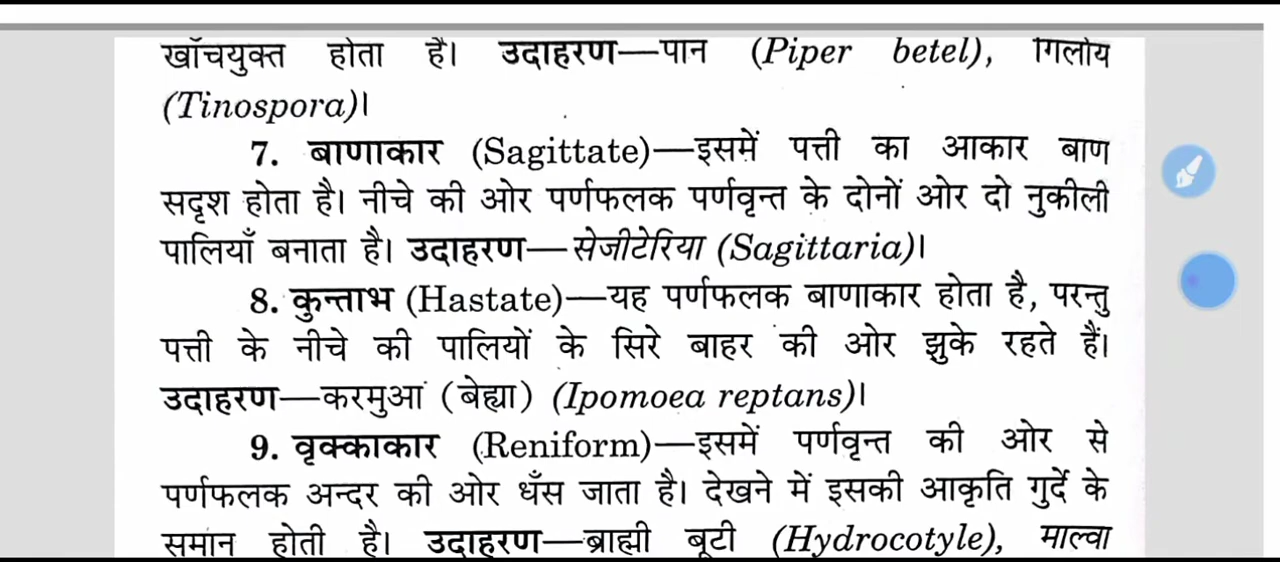 खाँचयुक्त होता है। उदाहरण—पान (Piper betel), गिलोय
(Tinospora)।
7. बाणाकार (Sagittate)—इसमें पत्ती का आकार बाण
सदृश होता है। नीचे की ओर पर्णफलक पर्णवृन्त के दोनों ओर दो नुकीली
पालियाँ बनाता है। उदाहरण—सेजीटेरिया (Sagittaria)।
8. कुन्ताभ (Hastate)—यह पर्णफलक बाणाकार होता है, परन्तु
पत्ती के नीचे की पालियों के सिरे बाहर की ओर झुके रहते हैं।
उदाहरण—करमुआ (बेह्या) (Ipomoea reptans)।
9. वृक्काकार (Reniform)—इसमें पर्णवृन्त की ओर से
पर्णफलक अन्दर की ओर धँस जाता है। देखने में इसकी आकृति गुर्दे के
समान होती है। उदाहरण—ब्राह्मी बूटी (Hydrocotyle), माल्वा